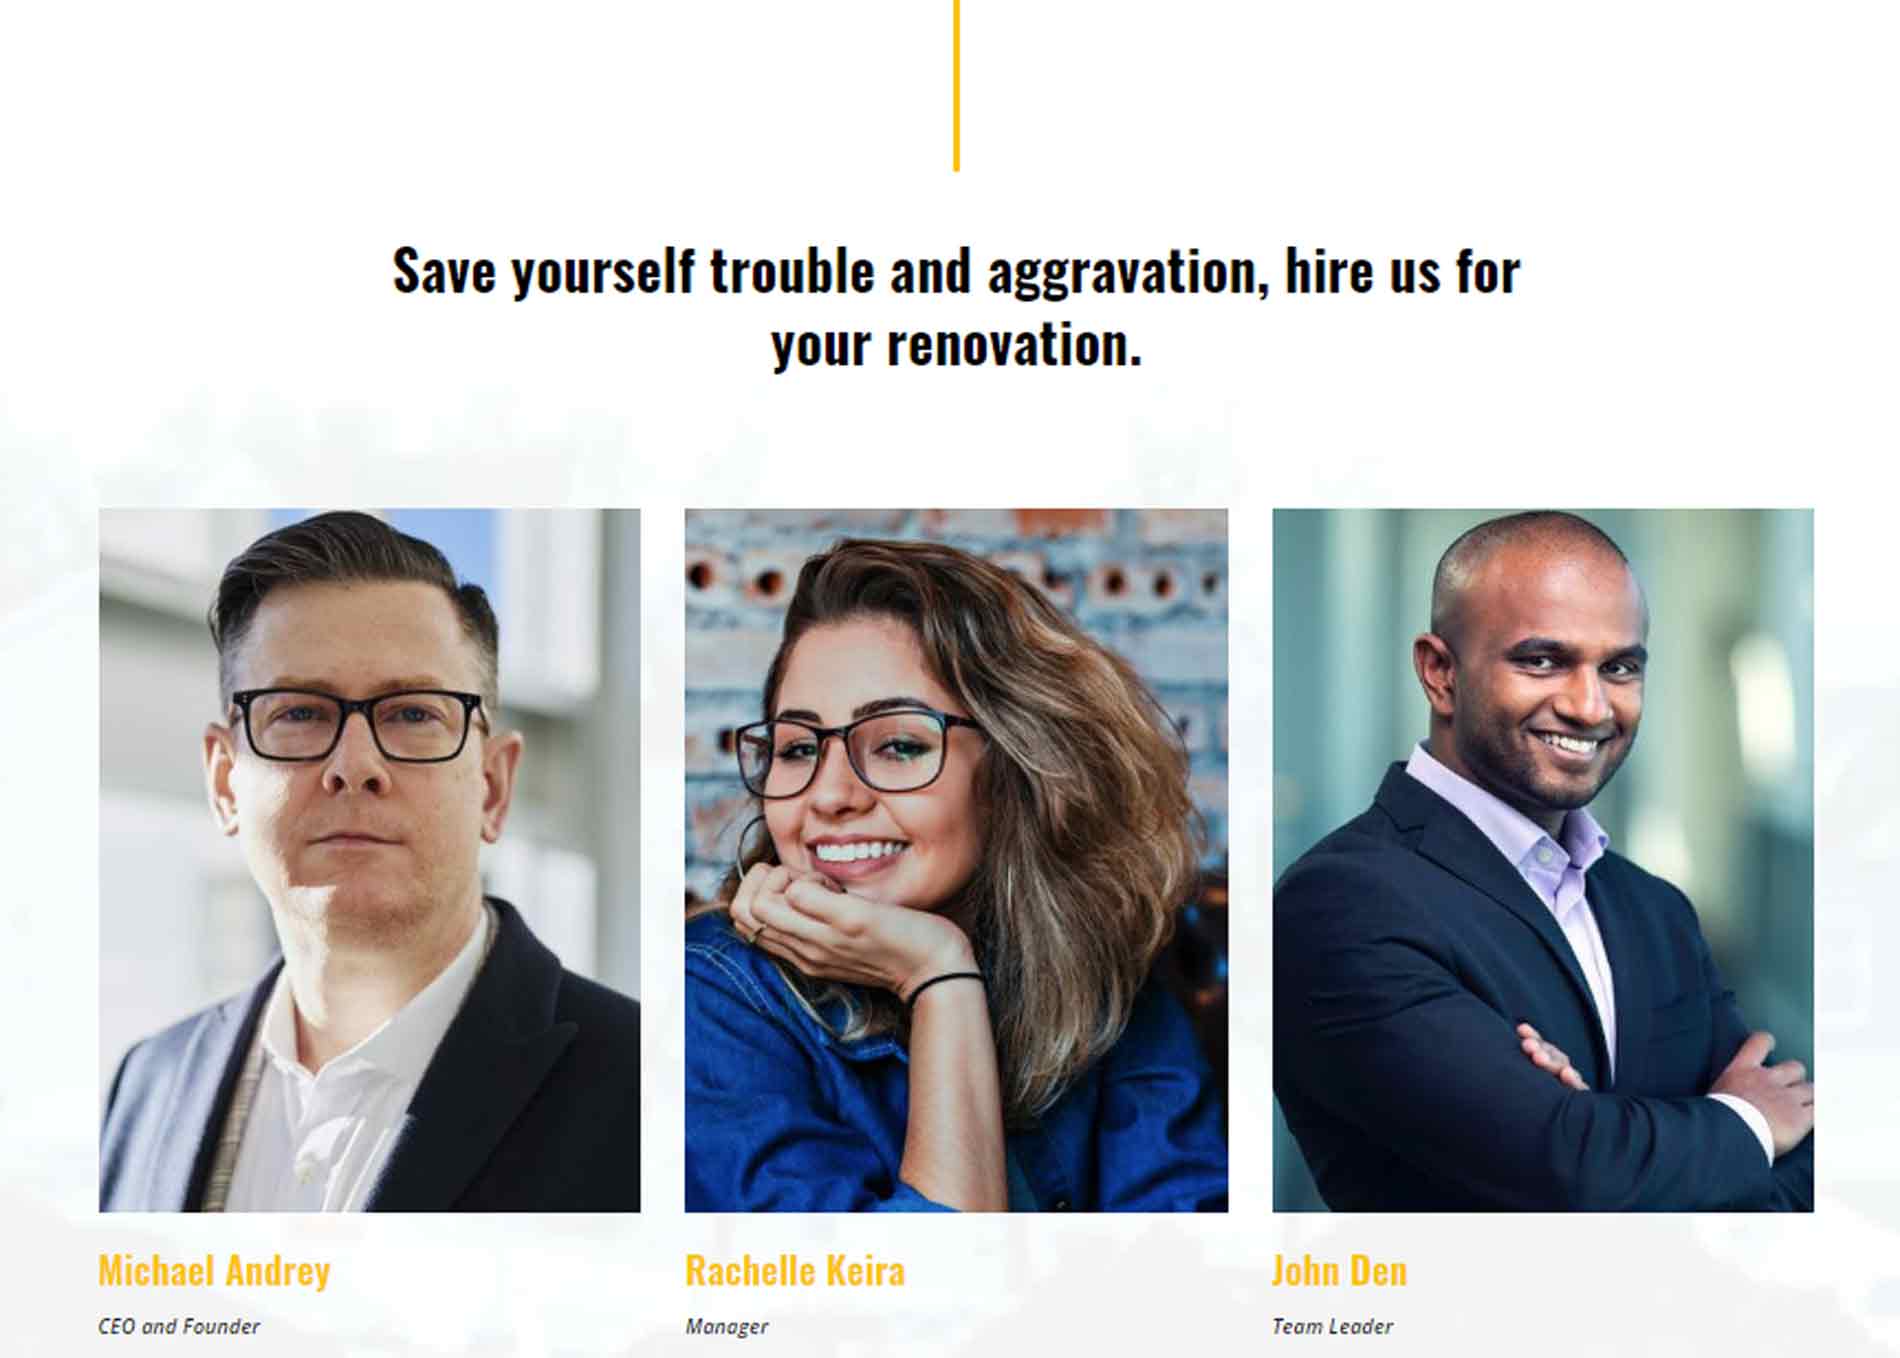 Save yourself trouble and aggravation, hire us for
your renovation.
Michael Andrey
CEO and Founder
Rachelle Keira
Manager
John Den
Team Leader